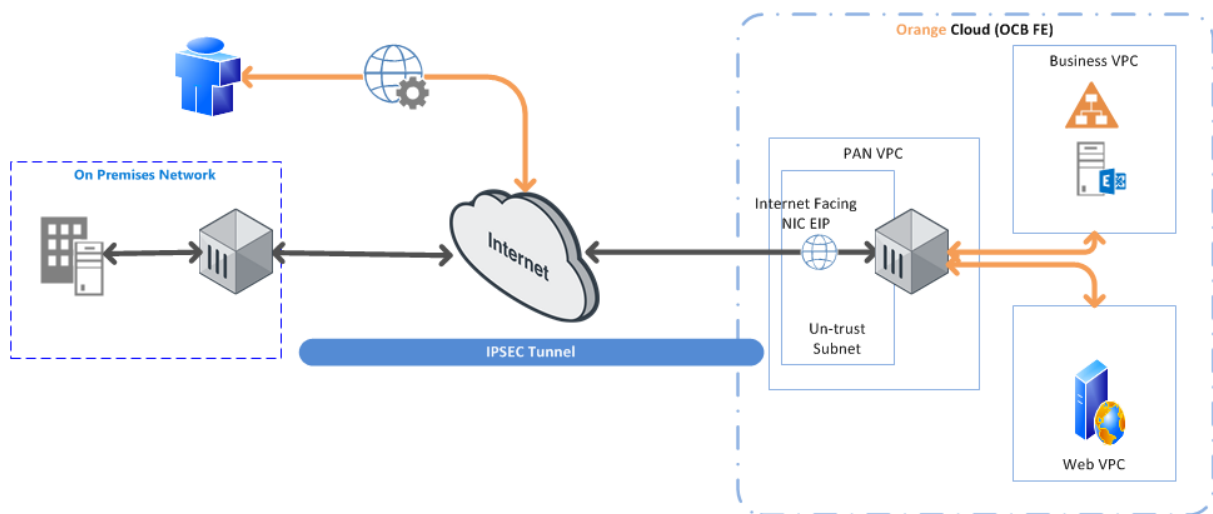 Orange Cloud (OCB FE)
Business VPC
PAN VPC
On Premises Network
Internet Facing
NIC EIP
Internet
Un-trust
Subnet
IPSEC Tunnel
Web VPC
E